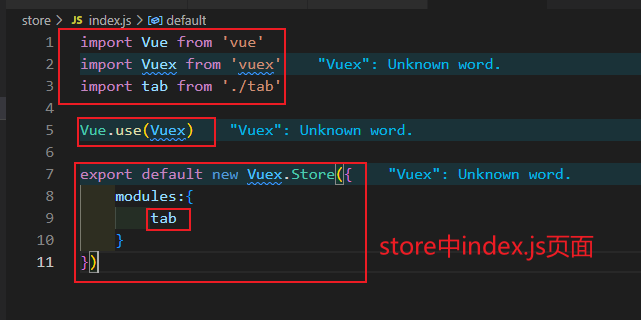 store > JS index.js > default
1 import Vue from 'vue'
2 import Vuex from 'vuex' "Vuex": Unknown word.
3 import tab from './tab'
4
5 Vue.use(Vuex) "Vuex": Unknown word.
6
7 export default new Vuex.Store({ "Vuex": Unknown word.
8 modules:{
9 tab
10 }
11 })
store中index.js页面